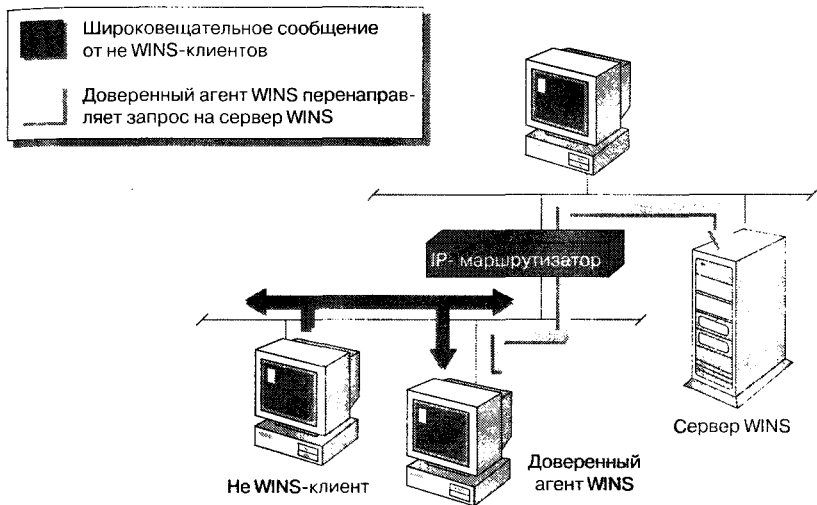 Широковещательное сообщение
от не WINS-клиентов
Доверенный агент WINS перенаправ-
ляет запрос на сервер WINS
IP- маршрутизатор
Сервер WINS
Не WINS-клиент
Доверенный
агент WINS